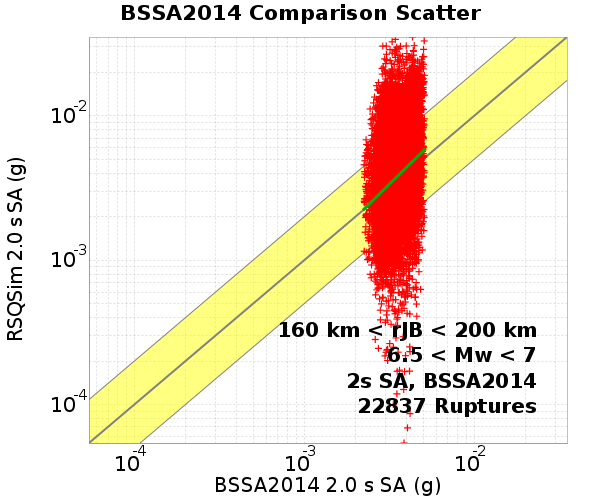 BSSA2014 Comparison Scatter
RSQSim 2.0 s SA (g)
10-2
10-3
10-4
160 km < rJB < 200 km
6.5 < Mw < 7
2s SA, BSSA2014
22837 Ruptures
10-4 10-3 10-2
BSSA2014 2.0 s SA (g)